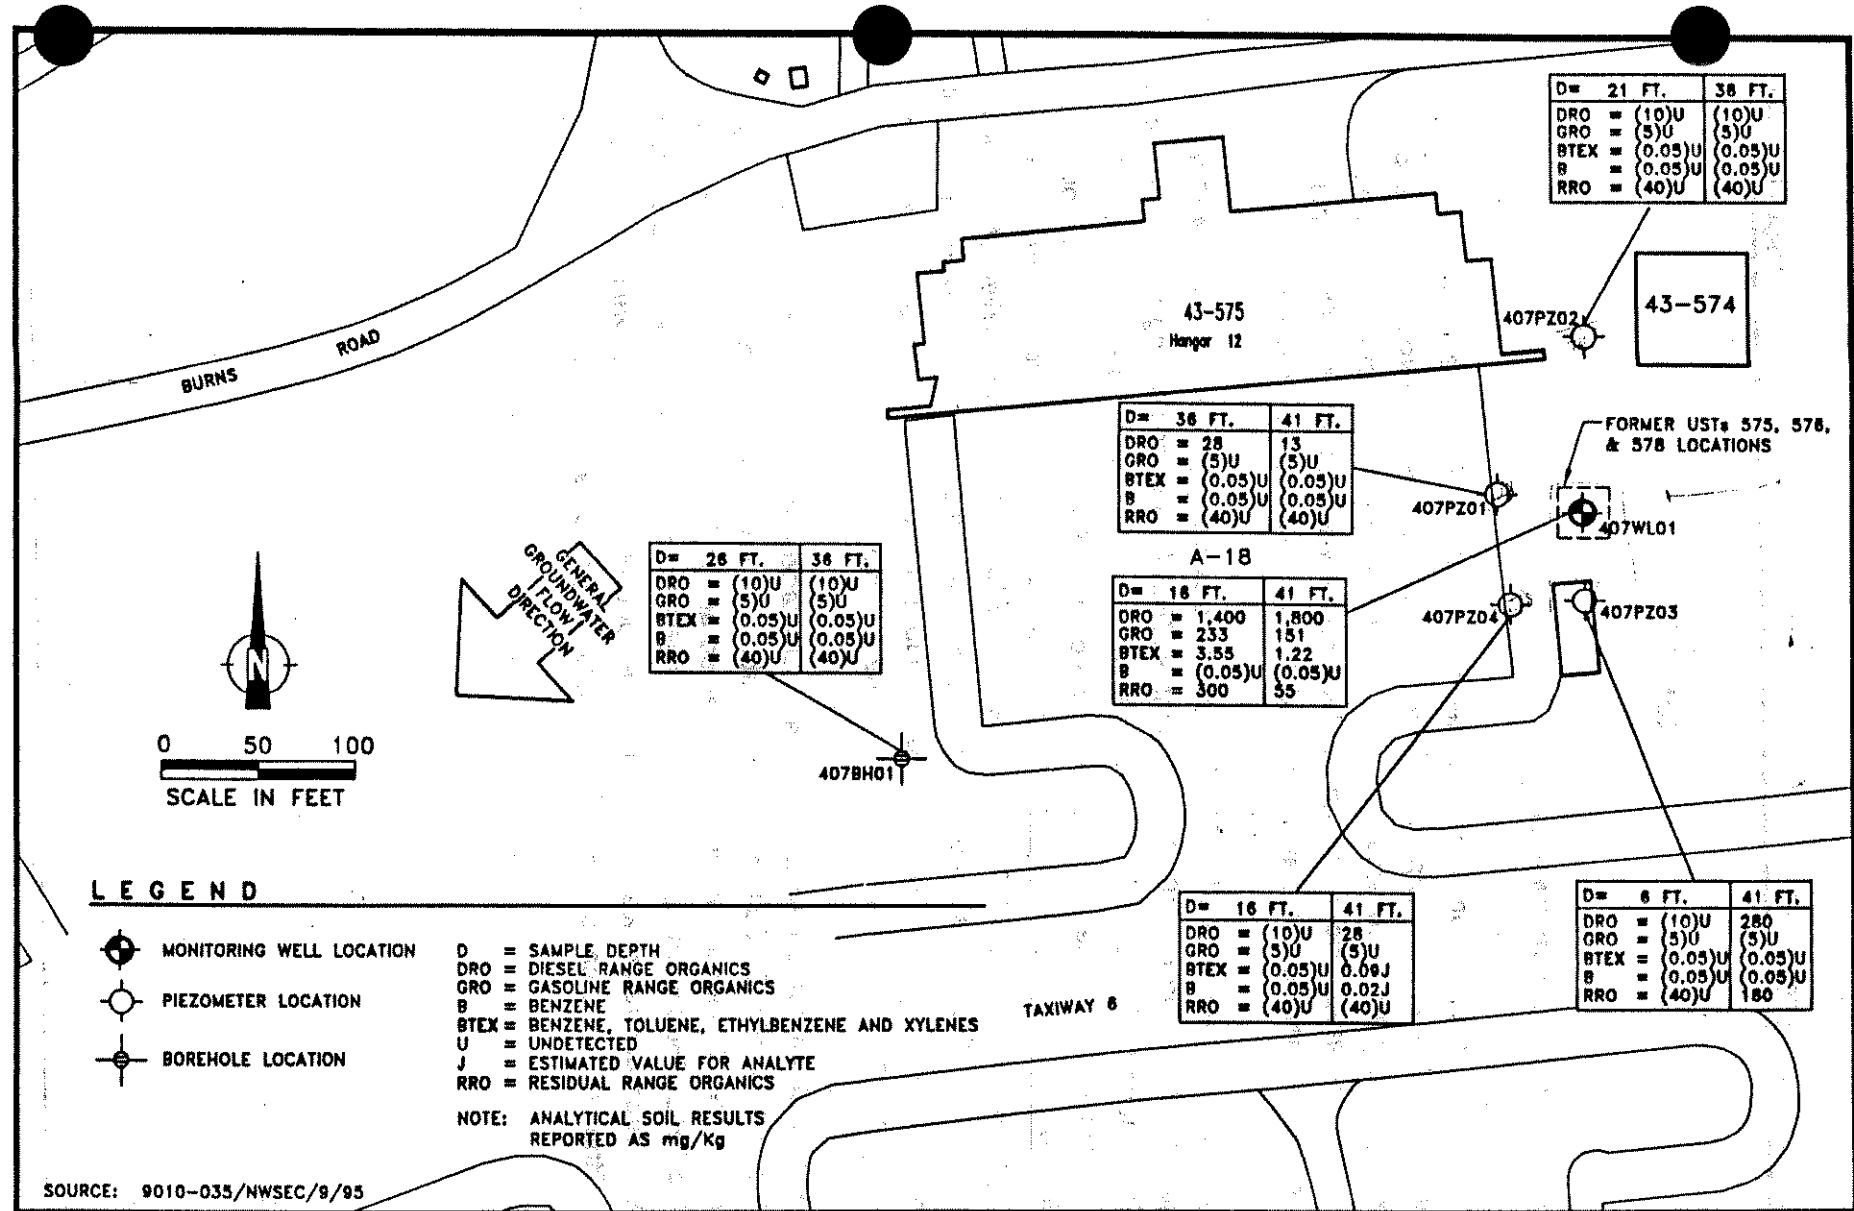 D= 21 FT. 38 FT.
DRO = (10)U (10)U
GRO = (5)U (5)U
BTEX = (0.05)U (0.05)U
B = (0.05)U (0.05)U
RRO = (40)U (40)U
43-575
Hangar 12
407PZ02
43-574
BURNS ROAD
D= 36 FT. 41 FT.
DRO = 28 13
GRO = (5)U (5)U
BTEX = (0.05)U (0.05)U
B = (0.05)U (0.05)U
RRO = (40)U (40)U
FORMER USTs 575, 576,
& 578 LOCATIONS
407PZ01
407WL01
A-18
GENERAL
GROUNDWATER
FLOW
DIRECTION
D= 26 FT. 36 FT.
DRO = (10)U (10)U
GRO = (5)U (5)U
BTEX = (0.05)U (0.05)U
B = (0.05)U (0.05)U
RRO = (40)U (40)U
D= 16 FT. 41 FT.
DRO = 1,400 1,800
GRO = 233 151
BTEX = 3.55 1.22
B = (0.05)U (0.05)U
RRO = 300 55
407PZ04
407PZ03
N
0 50 100
SCALE IN FEET
407BH01
LEGEND
MONITORING WELL LOCATION
PIEZOMETER LOCATION
BOREHOLE LOCATION
D = SAMPLE DEPTH
DRO = DIESEL RANGE ORGANICS
GRO = GASOLINE RANGE ORGANICS
B = BENZENE
BTEX = BENZENE, TOLUENE, ETHYLBENZENE AND XYLENES
U = UNDETECTED
J = ESTIMATED VALUE FOR ANALYTE
RRO = RESIDUAL RANGE ORGANICS
NOTE: ANALYTICAL SOIL RESULTS
REPORTED AS mg/Kg
TAXIWAY 6
D= 16 FT. 41 FT.
DRO = (10)U 28
GRO = (5)U (5)U
BTEX = (0.05)U 0.09J
B = (0.05)U 0.02J
RRO = (40)U (40)U
D= 6 FT. 41 FT.
DRO = (10)U 280
GRO = (5)U (5)U
BTEX = (0.05)U (0.05)U
B = (0.05)U (0.05)U
RRO = (40)U 180
SOURCE: 9010-035/NWSEC/9/95